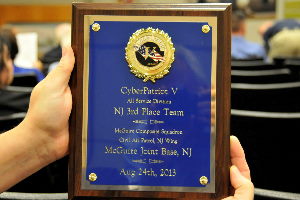 CyberPatriot V
All Service Division
NJ 3rd Place Team
McGuire Composite Squadron
Civil Air Patrol, NJ Wing
McGuire Joint Base, NJ
Aug 24th, 2013